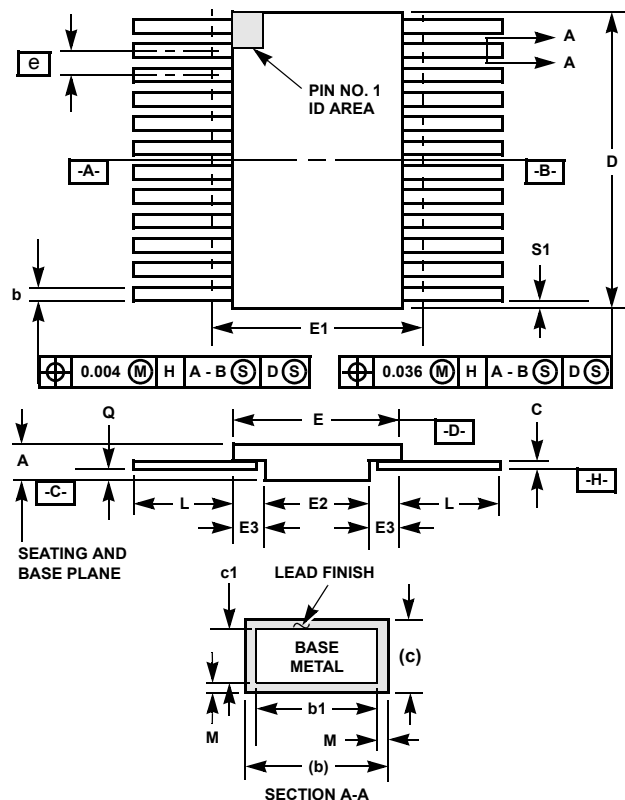 e
A
A
PIN NO. 1
ID AREA
D
-A-
-B-
S1
b
E1
⌖ 0.004 Ⓜ H A - B Ⓢ D Ⓢ
⌖ 0.036 Ⓜ H A - B Ⓢ D Ⓢ
Q
E
-D-
C
A
-C-
-H-
L
E2
L
E3
E3
SEATING AND
BASE PLANE
c1
LEAD FINISH
BASE
METAL
(c)
b1
M
M
(b)
SECTION A-A